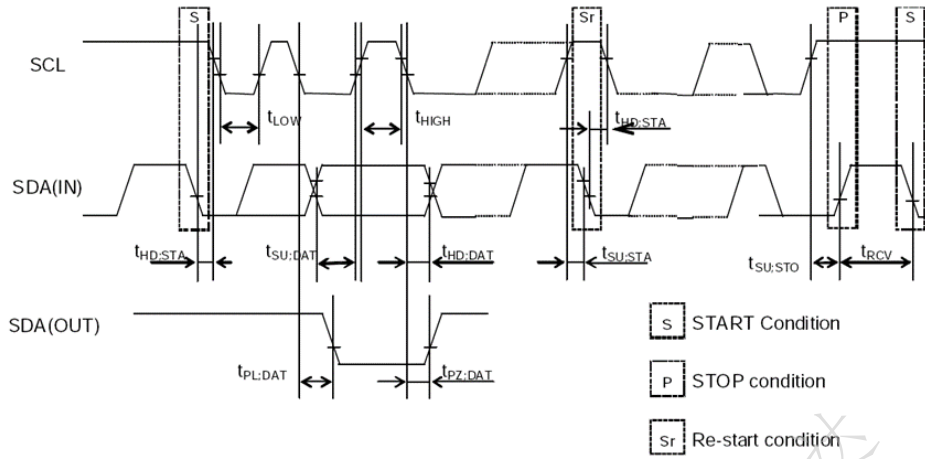 S Sr P S
SCL
tLOW tHIGH tHD;STA
SDA(IN)
tHD;STA tSU;DAT tHD;DAT tSU;STA tSU;STO tRCV
SDA(OUT)
S START Condition
tPL;DAT tPZ;DAT
P STOP condition
Sr Re-start condition